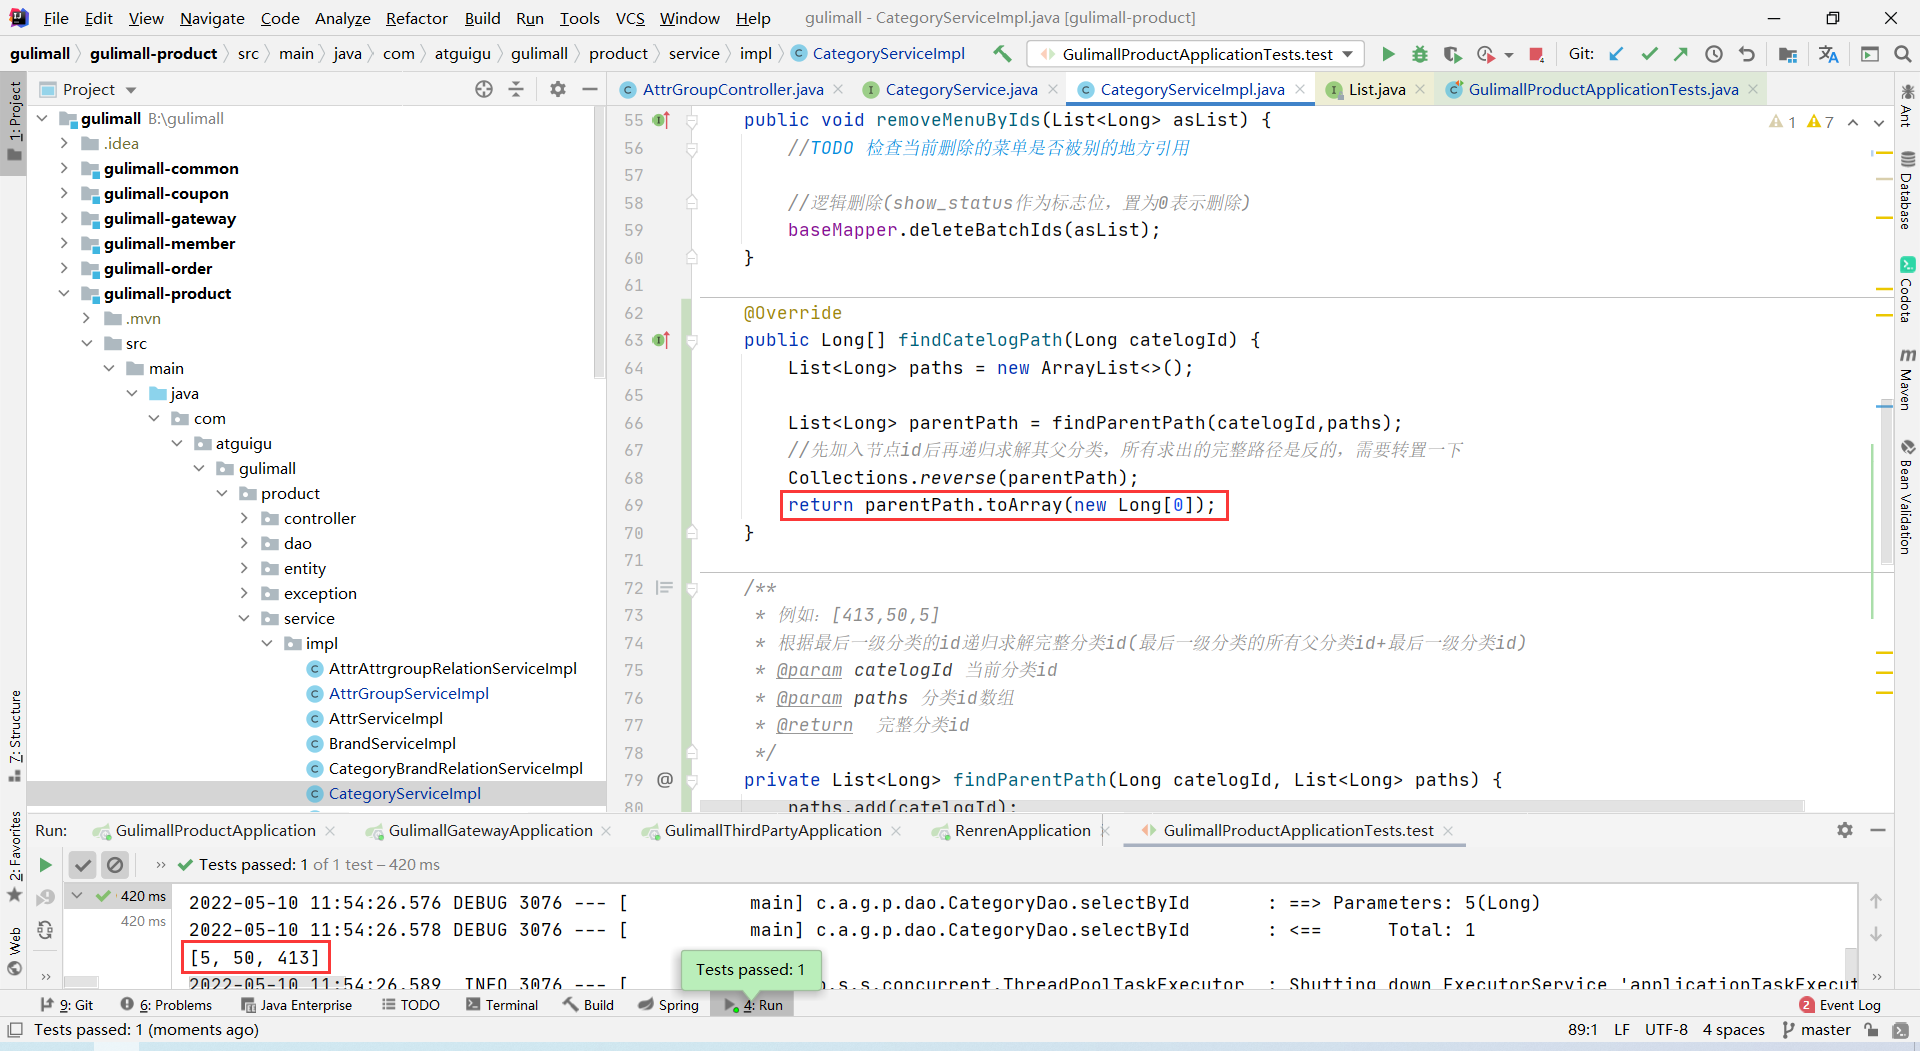 File Edit View Navigate Code Analyze Refactor Build Run Tools VCS Window Help gulimall - CategoryServiceImpl.java [gulimall-product]
gulimall gulimall-product src main java com atguigu gulimall product service impl CategoryServiceImpl GulimallProductApplicationTests.test Git:
Project
AttrGroupController.java CategoryService.java CategoryServiceImpl.java List.java GulimallProductApplicationTests.java
1: Project
7: Structure
2: Favorites
Web
gulimall B:\gulimall
.idea
gulimall-common
gulimall-coupon
gulimall-gateway
gulimall-member
gulimall-order
gulimall-product
.mvn
src
main
java
com
atguigu
gulimall
product
controller
dao
entity
exception
service
impl
AttrAttrgroupRelationServiceImpl
AttrGroupServiceImpl
AttrServiceImpl
BrandServiceImpl
CategoryBrandRelationServiceImpl
CategoryServiceImpl
1 7
55 public void removeMenuByIds(List<Long> asList) {
56 //TODO 检查当前删除的菜单是否被别的地方引用
57
58 //逻辑删除(show_status作为标志位，置为0表示删除)
59 baseMapper.deleteBatchIds(asList);
60 }
61
62 @Override
63 public Long[] findCatelogPath(Long catelogId) {
64 List<Long> paths = new ArrayList<>();
65
66 List<Long> parentPath = findParentPath(catelogId,paths);
67 //先加入节点id后再递归求解其父分类，所有求出的完整路径是反的，需要转置一下
68 Collections.reverse(parentPath);
69 return parentPath.toArray(new Long[0]);
70 }
71
72 /**
73 * 例如：[413,50,5]
74 * 根据最后一级分类的id递归求解完整分类id(最后一级分类的所有父分类id+最后一级分类id)
75 * @param catelogId 当前分类id
76 * @param paths 分类id数组
77 * @return 完整分类id
78 */
79 @ private List<Long> findParentPath(Long catelogId, List<Long> paths) {
80 paths.add(catelogId);
Ant
Database
Codota
Maven
Bean Validation
Run: GulimallProductApplication GulimallGatewayApplication GulimallThirdPartyApplication RenrenApplication GulimallProductApplicationTests.test
Tests passed: 1 of 1 test – 420 ms
420 ms
420 ms
2022-05-10 11:54:26.576 DEBUG 3076 --- [ main] c.a.g.p.dao.CategoryDao.selectById : ==> Parameters: 5(Long)
2022-05-10 11:54:26.578 DEBUG 3076 --- [ main] c.a.g.p.dao.CategoryDao.selectById : <== Total: 1
[5, 50, 413]
2022-05-10 11:54:26.589 INFO 3076 --- [ o.s.s.concurrent.ThreadPoolTaskExecutor : Shutting down ExecutorService 'applicationTaskExecut
Tests passed: 1
9: Git 6: Problems Java Enterprise TODO Terminal Build Spring 4: Run 2 Event Log
Tests passed: 1 (moments ago) 89:1 LF UTF-8 4 spaces master